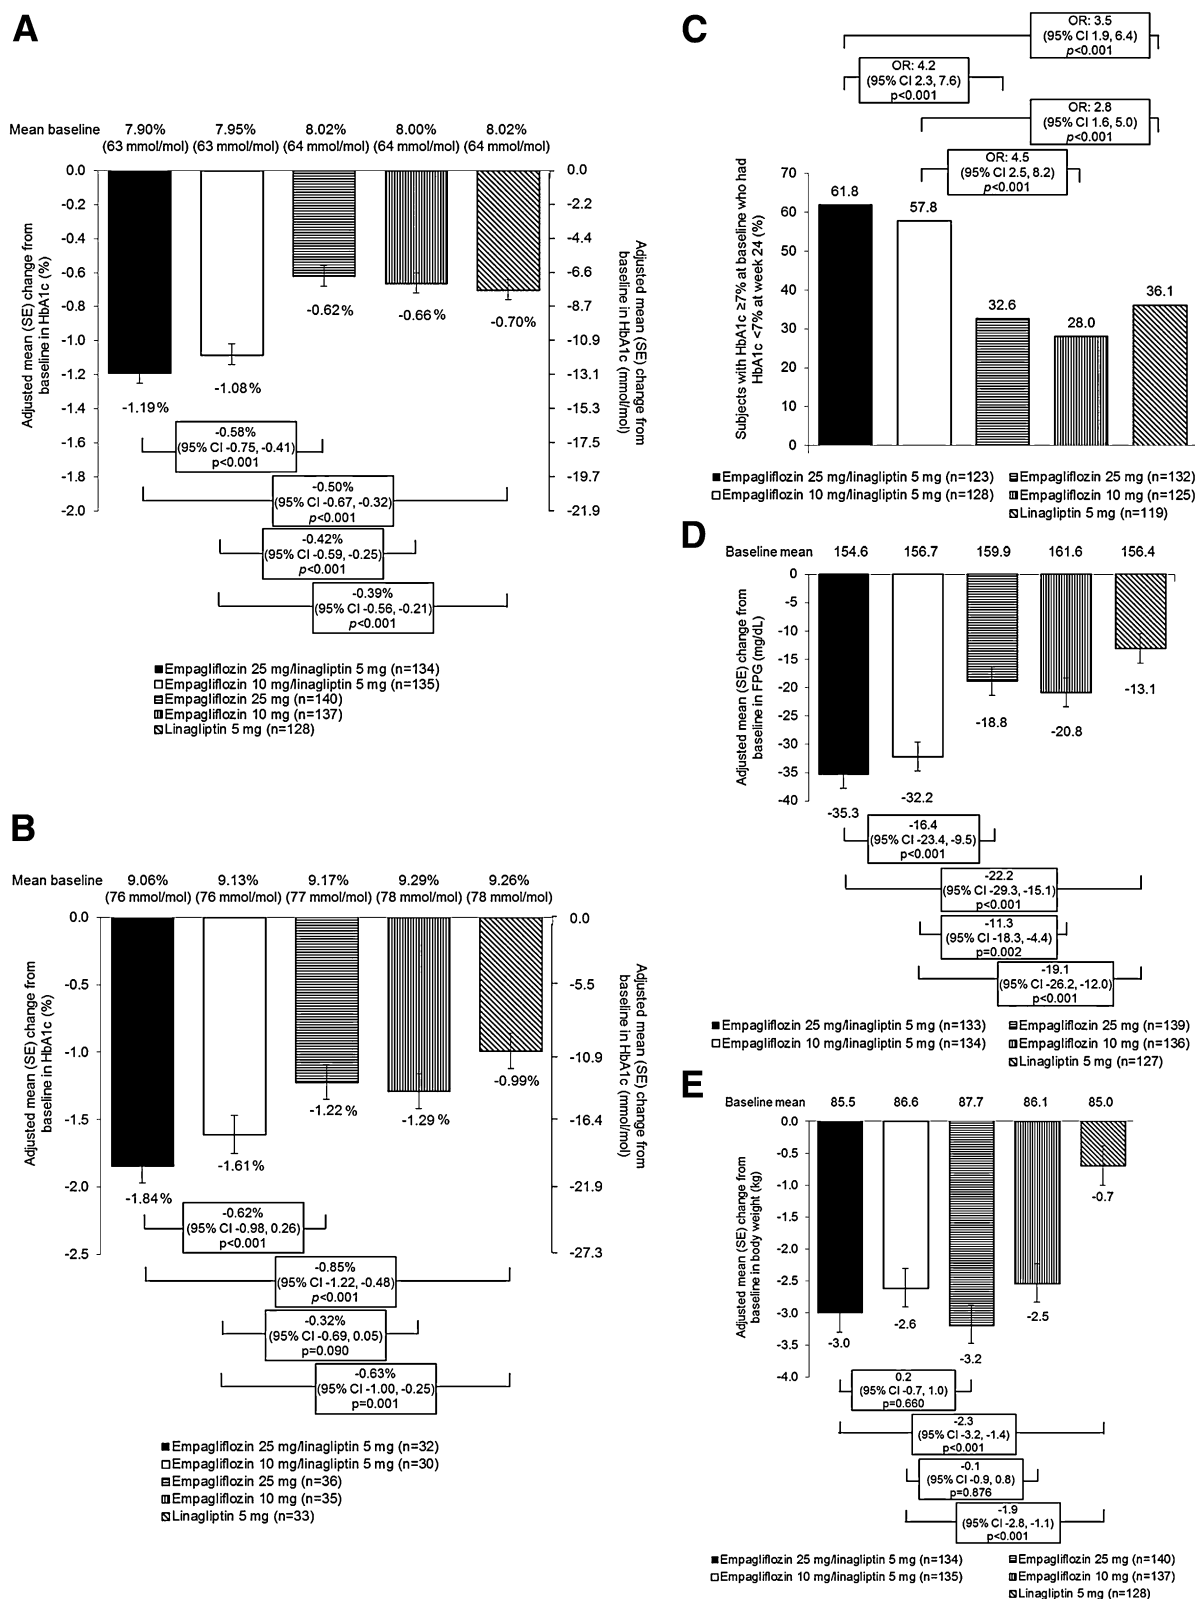 A
Mean baseline
7.90% 7.95% 8.02% 8.00% 8.02%
(63 mmol/mol) (63 mmol/mol) (64 mmol/mol) (64 mmol/mol) (64 mmol/mol)
Adjusted mean (SE) change from
baseline in HbA1c (%)
0.0
-0.2
-0.4
-0.6
-0.8
-1.0
-1.2
-1.4
-1.6
-1.8
-2.0
0.0
-2.2
-4.4
-6.6
-8.7
-10.9
-13.1
-15.3
-17.5
-19.7
-21.9
Adjusted mean (SE) change from
baseline in HbA1c (mmol/mol)
-1.19%
-1.08%
-0.62%
-0.66%
-0.70%
-0.58%
(95% CI -0.75, -0.41)
p<0.001
-0.50%
(95% CI -0.67, -0.32)
p<0.001
-0.42%
(95% CI -0.59, -0.25)
p<0.001
-0.39%
(95% CI -0.56, -0.21)
p<0.001
Empagliflozin 25 mg/linagliptin 5 mg (n=134)
Empagliflozin 10 mg/linagliptin 5 mg (n=135)
Empagliflozin 25 mg (n=140)
Empagliflozin 10 mg (n=137)
Linagliptin 5 mg (n=128)
B
Mean baseline
9.06% 9.13% 9.17% 9.29% 9.26%
(76 mmol/mol) (76 mmol/mol) (77 mmol/mol) (78 mmol/mol) (78 mmol/mol)
Adjusted mean (SE) change from
baseline in HbA1c (%)
0.0
-0.5
-1.0
-1.5
-2.0
-2.5
0.0
-5.5
-10.9
-16.4
-21.9
-27.3
Adjusted mean (SE) change from
baseline in HbA1c (mmol/mol)
-1.84%
-1.61%
-1.22%
-1.29%
-0.99%
-0.62%
(95% CI -0.98, 0.26)
p<0.001
-0.85%
(95% CI -1.22, -0.48)
p<0.001
-0.32%
(95% CI -0.69, 0.05)
p=0.090
-0.63%
(95% CI -1.00, -0.25)
p=0.001
Empagliflozin 25 mg/linagliptin 5 mg (n=32)
Empagliflozin 10 mg/linagliptin 5 mg (n=30)
Empagliflozin 25 mg (n=36)
Empagliflozin 10 mg (n=35)
Linagliptin 5 mg (n=33)
C
OR: 3.5
(95% CI 1.9, 6.4)
p<0.001
OR: 4.2
(95% CI 2.3, 7.6)
p<0.001
OR: 2.8
(95% CI 1.6, 5.0)
p<0.001
OR: 4.5
(95% CI 2.5, 8.2)
p<0.001
Subjects with HbA1c ≥7% at baseline who had
HbA1c <7% at week 24 (%)
70
60
50
40
30
20
10
0
61.8
57.8
32.6
28.0
36.1
Empagliflozin 25 mg/linagliptin 5 mg (n=123)
Empagliflozin 10 mg/linagliptin 5 mg (n=128)
Empagliflozin 25 mg (n=132)
Empagliflozin 10 mg (n=125)
Linagliptin 5 mg (n=119)
D
Baseline mean 154.6 156.7 159.9 161.6 156.4
Adjusted mean (SE) change from
baseline in FPG (mg/dL)
0
-5
-10
-15
-20
-25
-30
-35
-40
-35.3
-32.2
-18.8
-20.8
-13.1
-16.4
(95% CI -23.4, -9.5)
p<0.001
-22.2
(95% CI -29.3, -15.1)
p<0.001
-11.3
(95% CI -18.3, -4.4)
p=0.002
-19.1
(95% CI -26.2, -12.0)
p<0.001
Empagliflozin 25 mg/linagliptin 5 mg (n=133)
Empagliflozin 10 mg/linagliptin 5 mg (n=134)
Empagliflozin 25 mg (n=139)
Empagliflozin 10 mg (n=136)
Linagliptin 5 mg (n=127)
E
Baseline mean 85.5 86.6 87.7 86.1 85.0
Adjusted mean (SE) change from
baseline in body weight (kg)
0.0
-0.5
-1.0
-1.5
-2.0
-2.5
-3.0
-3.5
-4.0
-3.0
-2.6
-3.2
-2.5
-0.7
0.2
(95% CI -0.7, 1.0)
p=0.660
-2.3
(95% CI -3.2, -1.4)
p<0.001
-0.1
(95% CI -0.9, 0.8)
p=0.876
-1.9
(95% CI -2.8, -1.1)
p<0.001
Empagliflozin 25 mg/linagliptin 5 mg (n=134)
Empagliflozin 10 mg/linagliptin 5 mg (n=135)
Empagliflozin 25 mg (n=140)
Empagliflozin 10 mg (n=137)
Linagliptin 5 mg (n=128)